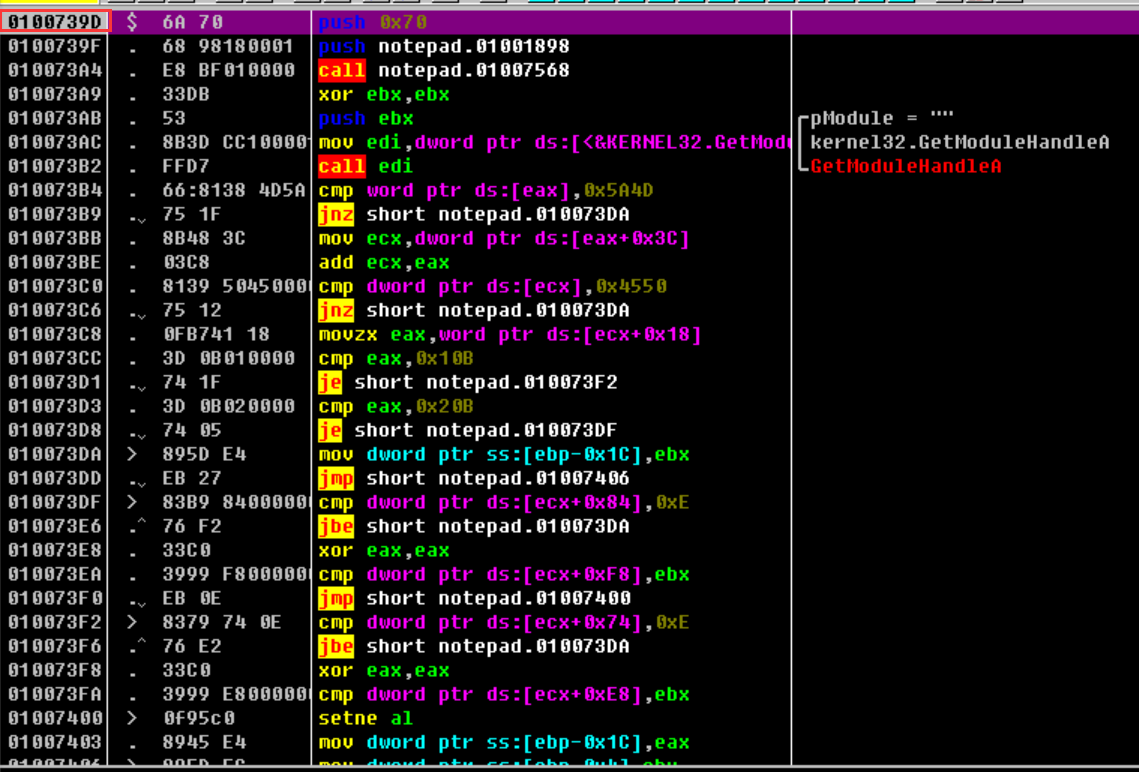 0100739D $ 6A 70 push 0x70
0100739F . 68 98180001 push notepad.01001898
010073A4 . E8 BF010000 call notepad.01007568
010073A9 . 33DB xor ebx,ebx
010073AB . 53 push ebx pModule = ""
010073AC . 8B3D CC10000 mov edi,dword ptr ds:[<&KERNEL32.GetModu kernel32.GetModuleHandleA
010073B2 . FFD7 call edi GetModuleHandleA
010073B4 . 66:8138 4D5A cmp word ptr ds:[eax],0x5A4D
010073B9 .˅ 75 1F jnz short notepad.010073DA
010073BB . 8B48 3C mov ecx,dword ptr ds:[eax+0x3C]
010073BE . 03C8 add ecx,eax
010073C0 . 8139 5045000 cmp dword ptr ds:[ecx],0x4550
010073C6 .˅ 75 12 jnz short notepad.010073DA
010073C8 . 0FB741 18 movzx eax,word ptr ds:[ecx+0x18]
010073CC . 3D 0B010000 cmp eax,0x10B
010073D1 .˅ 74 1F je short notepad.010073F2
010073D3 . 3D 0B020000 cmp eax,0x20B
010073D8 .˅ 74 05 je short notepad.010073DF
010073DA > 895D E4 mov dword ptr ss:[ebp-0x1C],ebx
010073DD .˅ EB 27 jmp short notepad.01007406
010073DF > 83B9 8400000 cmp dword ptr ds:[ecx+0x84],0xE
010073E6 .^ 76 F2 jbe short notepad.010073DA
010073E8 . 33C0 xor eax,eax
010073EA . 3999 F800000 cmp dword ptr ds:[ecx+0xF8],ebx
010073F0 .˅ EB 0E jmp short notepad.01007400
010073F2 > 8379 74 0E cmp dword ptr ds:[ecx+0x74],0xE
010073F6 .^ 76 E2 jbe short notepad.010073DA
010073F8 . 33C0 xor eax,eax
010073FA . 3999 E800000 cmp dword ptr ds:[ecx+0xE8],ebx
01007400 > 0f95c0 setne al
01007403 . 8945 E4 mov dword ptr ss:[ebp-0x1C],eax